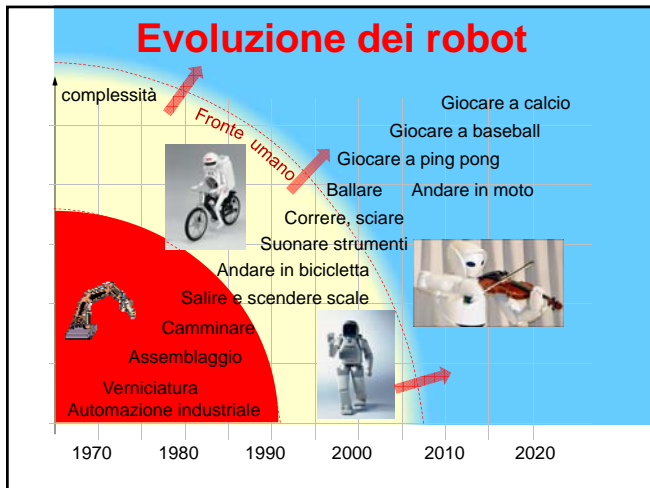 Evoluzione dei robot
complessità
Fronte umano
Giocare a calcio
Giocare a baseball
Giocare a ping pong
Ballare Andare in moto
Correre, sciare
Suonare strumenti
Andare in bicicletta
Salire e scendere scale
Camminare
Assemblaggio
Verniciatura
Automazione industriale
1970 1980 1990 2000 2010 2020